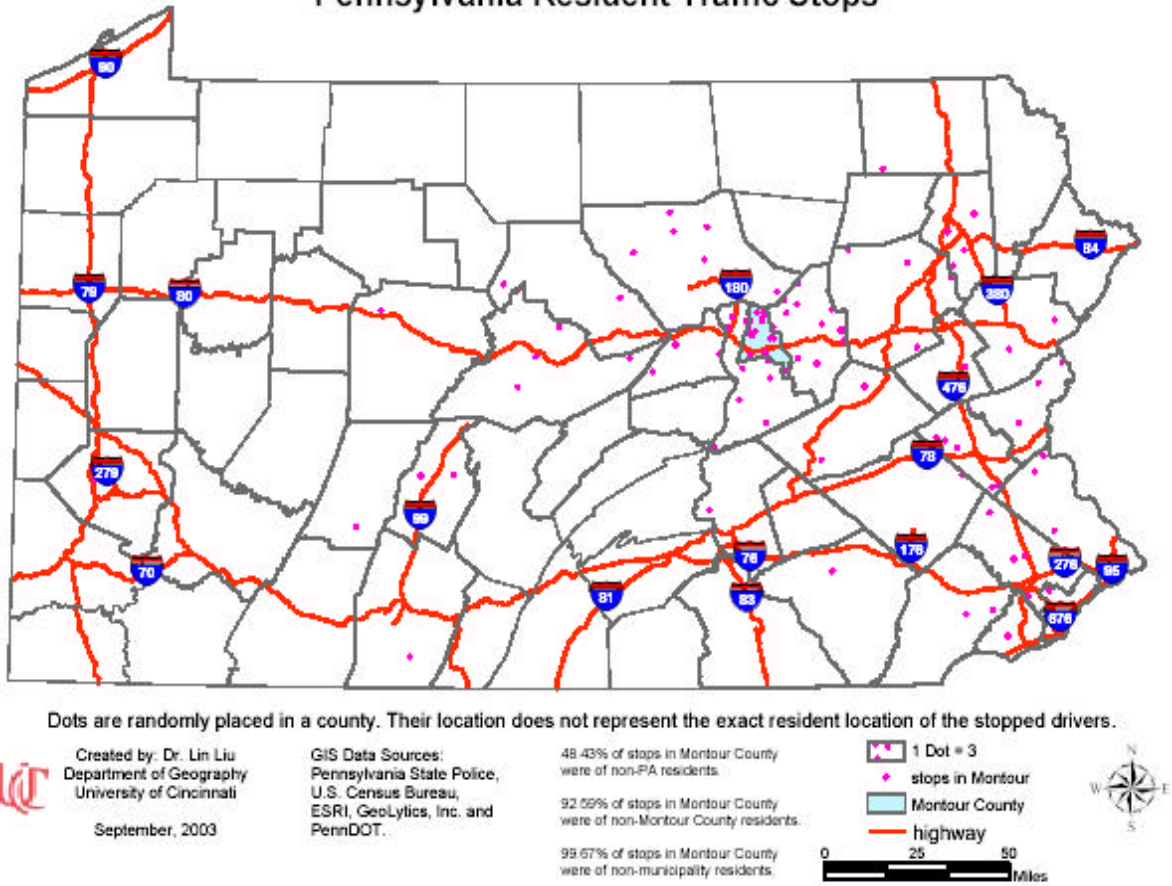 Pennsylvania Resident Traffic Stops
90
84
180
79
80
380
476
78
279
99
70
76
176
276
95
81
83
676
Dots are randomly placed in a county. Their location does not represent the exact resident location of the stopped drivers.
Created by: Dr. Lin Liu
Department of Geography
University of Cincinnati
September, 2003
GIS Data Sources:
Pennsylvania State Police,
U.S. Census Bureau,
ESRI, GeoLytics, Inc. and
PennDOT.
48.43% of stops in Montour County
were of non-PA residents.
92.59% of stops in Montour County
were of non-Montour County residents.
99.67% of stops in Montour County
were of non-municipality residents.
1 Dot = 3
stops in Montour
Montour County
highway
0 25 50
Miles
N
W E
S